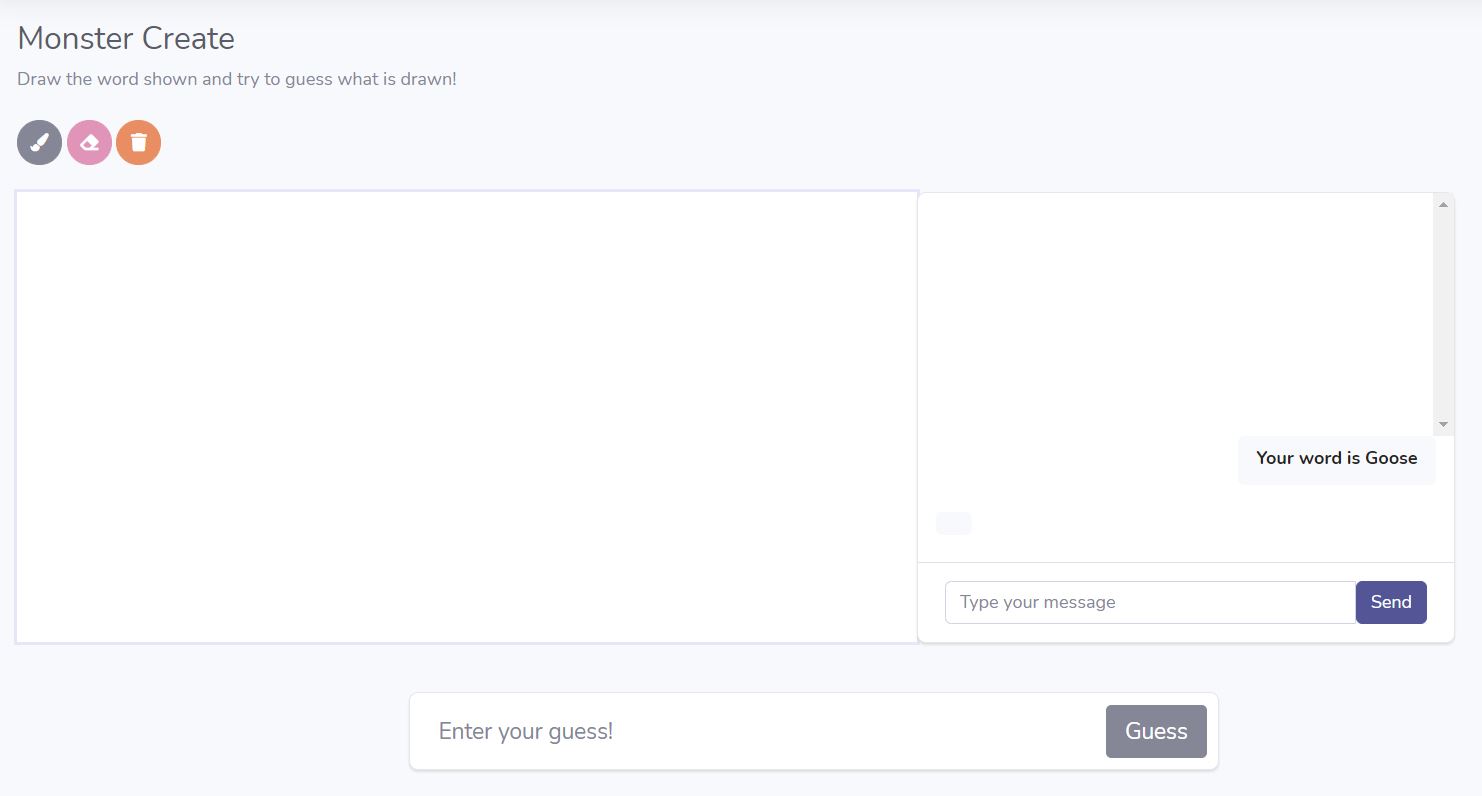 Monster Create
Draw the word shown and try to guess what is drawn!
Your word is Goose
Type your message
Send
Enter your guess!
Guess